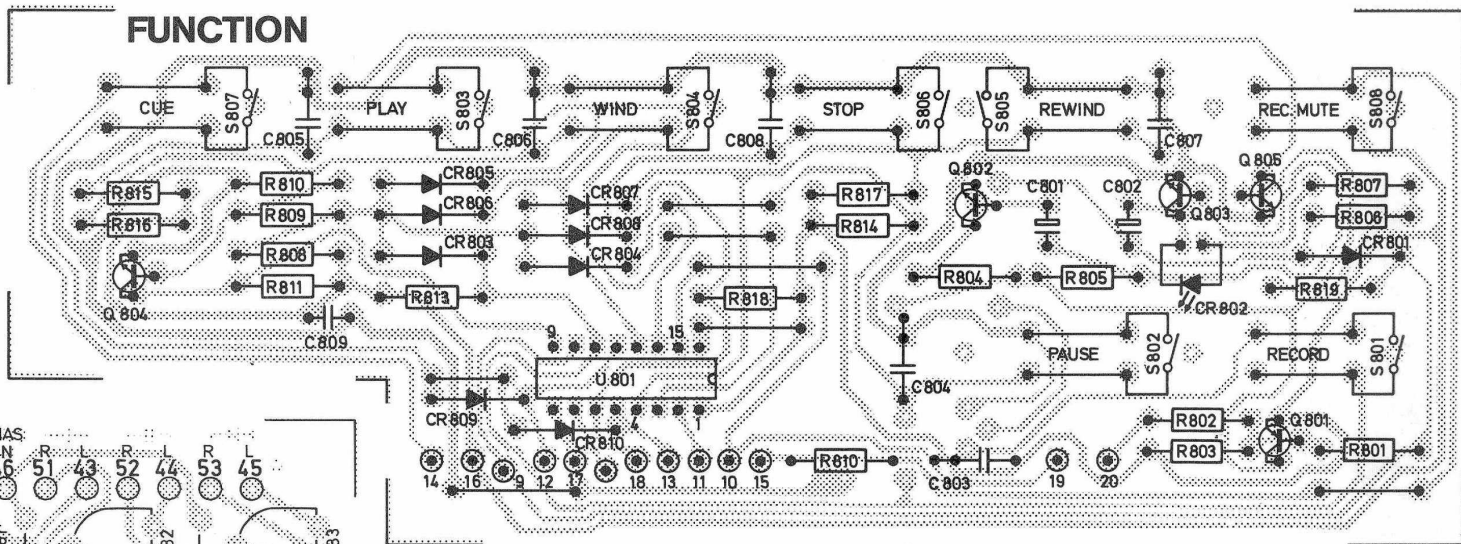 FUNCTION
CUE
S807
C805
PLAY
S803
C806
WIND
S804
C808
STOP
S806
S805
REWIND
C807
REC. MUTE
S808
R815
R816
Q804
R810
R809
R808
R811
C809
CR805
CR806
CR803
R813
CR807
CR808
CR804
R817
R814
R818
Q802
C801
C802
Q803
Q805
R807
R806
CR801
R804
R805
CR802
R819
9
15
U801
4
1
CR809
CR810
C804
PAUSE
S802
RECORD
S801
R802
R803
Q801
R801
R810
C803
14
16
9
12
17
18
13
11
10
15
19
20
R
L
R
L
R
L
51
43
52
44
53
45